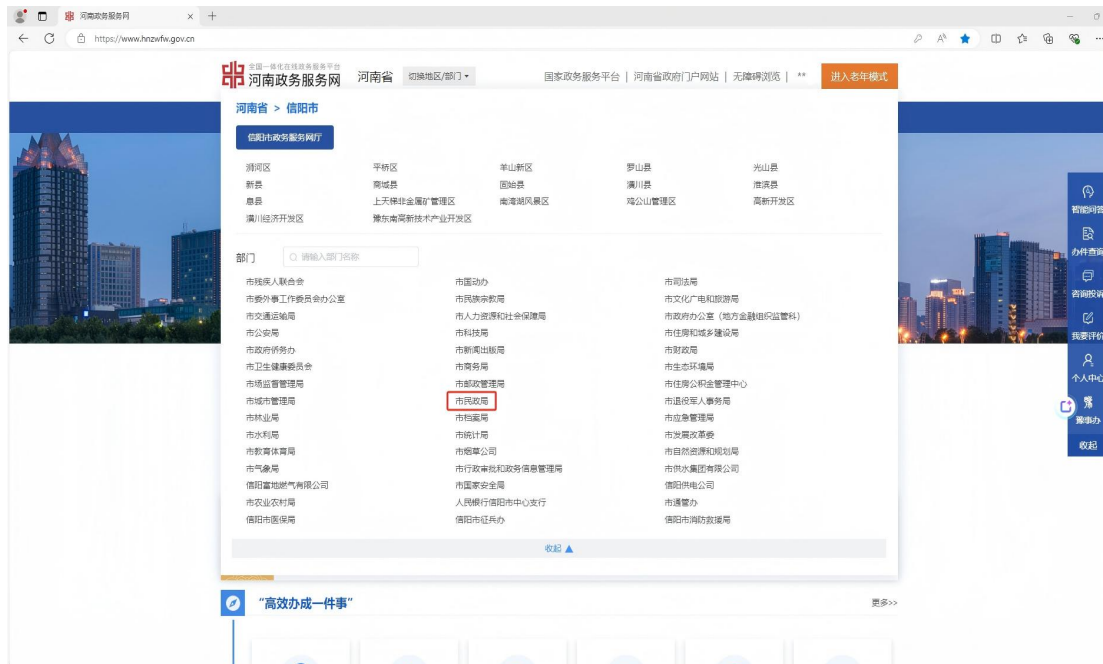 河南政务服务网
https://www.hnzwfw.gov.cn
全国一体化在线政务服务平台
河南政务服务网 河南省 切换地区/部门 国家政务服务平台 | 河南省政府门户网站 | 无障碍浏览 | ** 进入老年模式
河南省 > 信阳市
信阳市政务服务网厅
浉河区 平桥区 羊山新区 罗山县 光山县
新县 商城县 固始县 潢川县 淮滨县
息县 上天梯非金属矿管理区 南湾湖风景区 鸡公山管理区 高新开发区
潢川经济开发区 豫东南高新技术产业开发区
部门 请输入部门名称
市残疾人联合会 市国动办 市司法局
市委外事工作委员会办公室 市民族宗教局 市文化广电和旅游局
市交通运输局 市人力资源和社会保障局 市政府办公室（地方金融组织监管科）
市公安局 市科技局 市住房和城乡建设局
市政府侨务办 市新闻出版局 市财政局
市卫生健康委员会 市商务局 市生态环境局
市场监督管理局 市邮政管理局 市住房公积金管理中心
市城市管理局 市民政局 市退役军人事务局
市林业局 市档案局 市应急管理局
市水利局 市统计局 市发展改革委
市教育体育局 市烟草公司 市自然资源和规划局
市气象局 市行政审批和政务信息管理局 市供水集团有限公司
信阳富地燃气有限公司 市国家安全局 信阳供电公司
市农业农村局 人民银行信阳市中心支行 市通管办
信阳市医保局 信阳市征兵办 信阳市消防救援局
收起
“高效办成一件事” 更多>>
智能问答
办件查询
咨询投诉
我要评价
个人中心
豫事办
收起